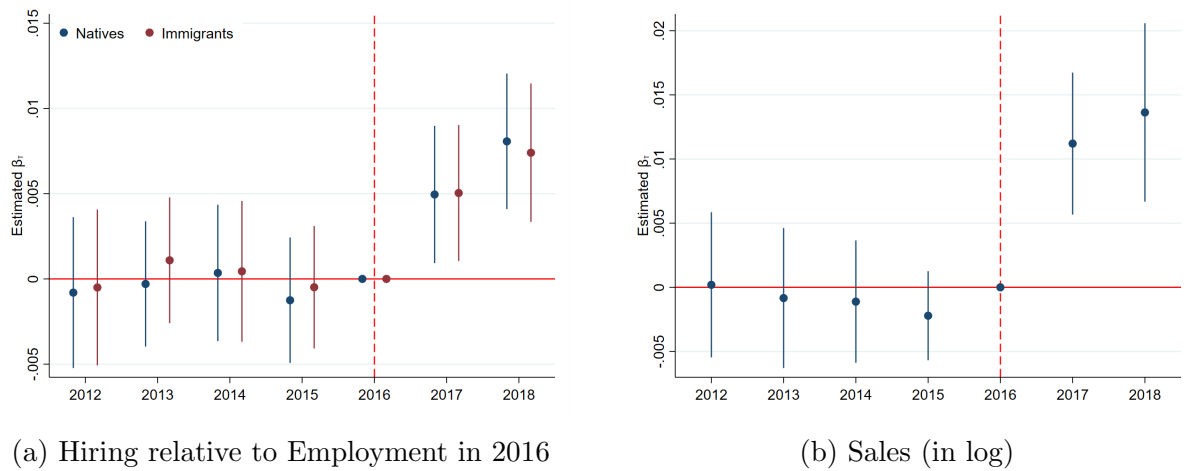 Natives Immigrants
Estimated βτ
.015
.01
.005
0
-.005
2012 2013 2014 2015 2016 2017 2018
(a) Hiring relative to Employment in 2016
Estimated βτ
.02
.015
.01
.005
0
-.005
2012 2013 2014 2015 2016 2017 2018
(b) Sales (in log)